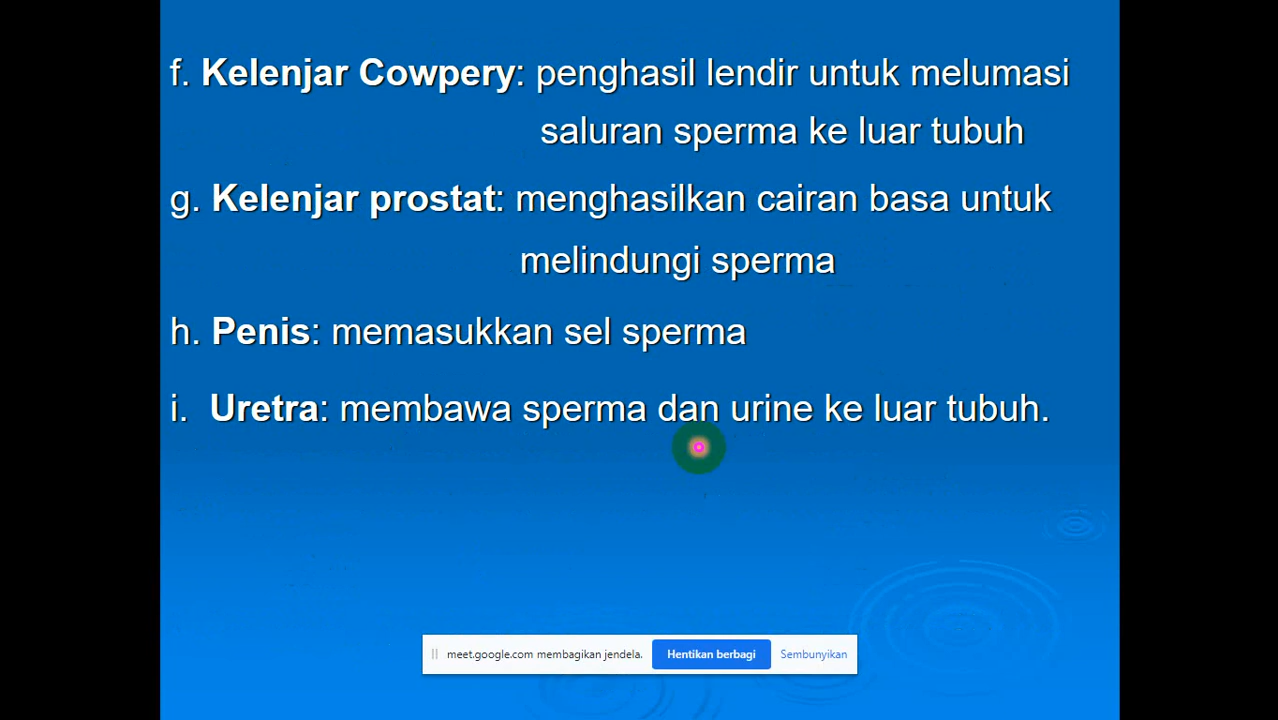 f. Kelenjar Cowpery: penghasil lendir untuk melumasi
saluran sperma ke luar tubuh
g. Kelenjar prostat: menghasilkan cairan basa untuk
melindungi sperma
h. Penis: memasukkan sel sperma
i. Uretra: membawa sperma dan urine ke luar tubuh.
meet.google.com membagikan jendela. Hentikan berbagi Sembunyikan